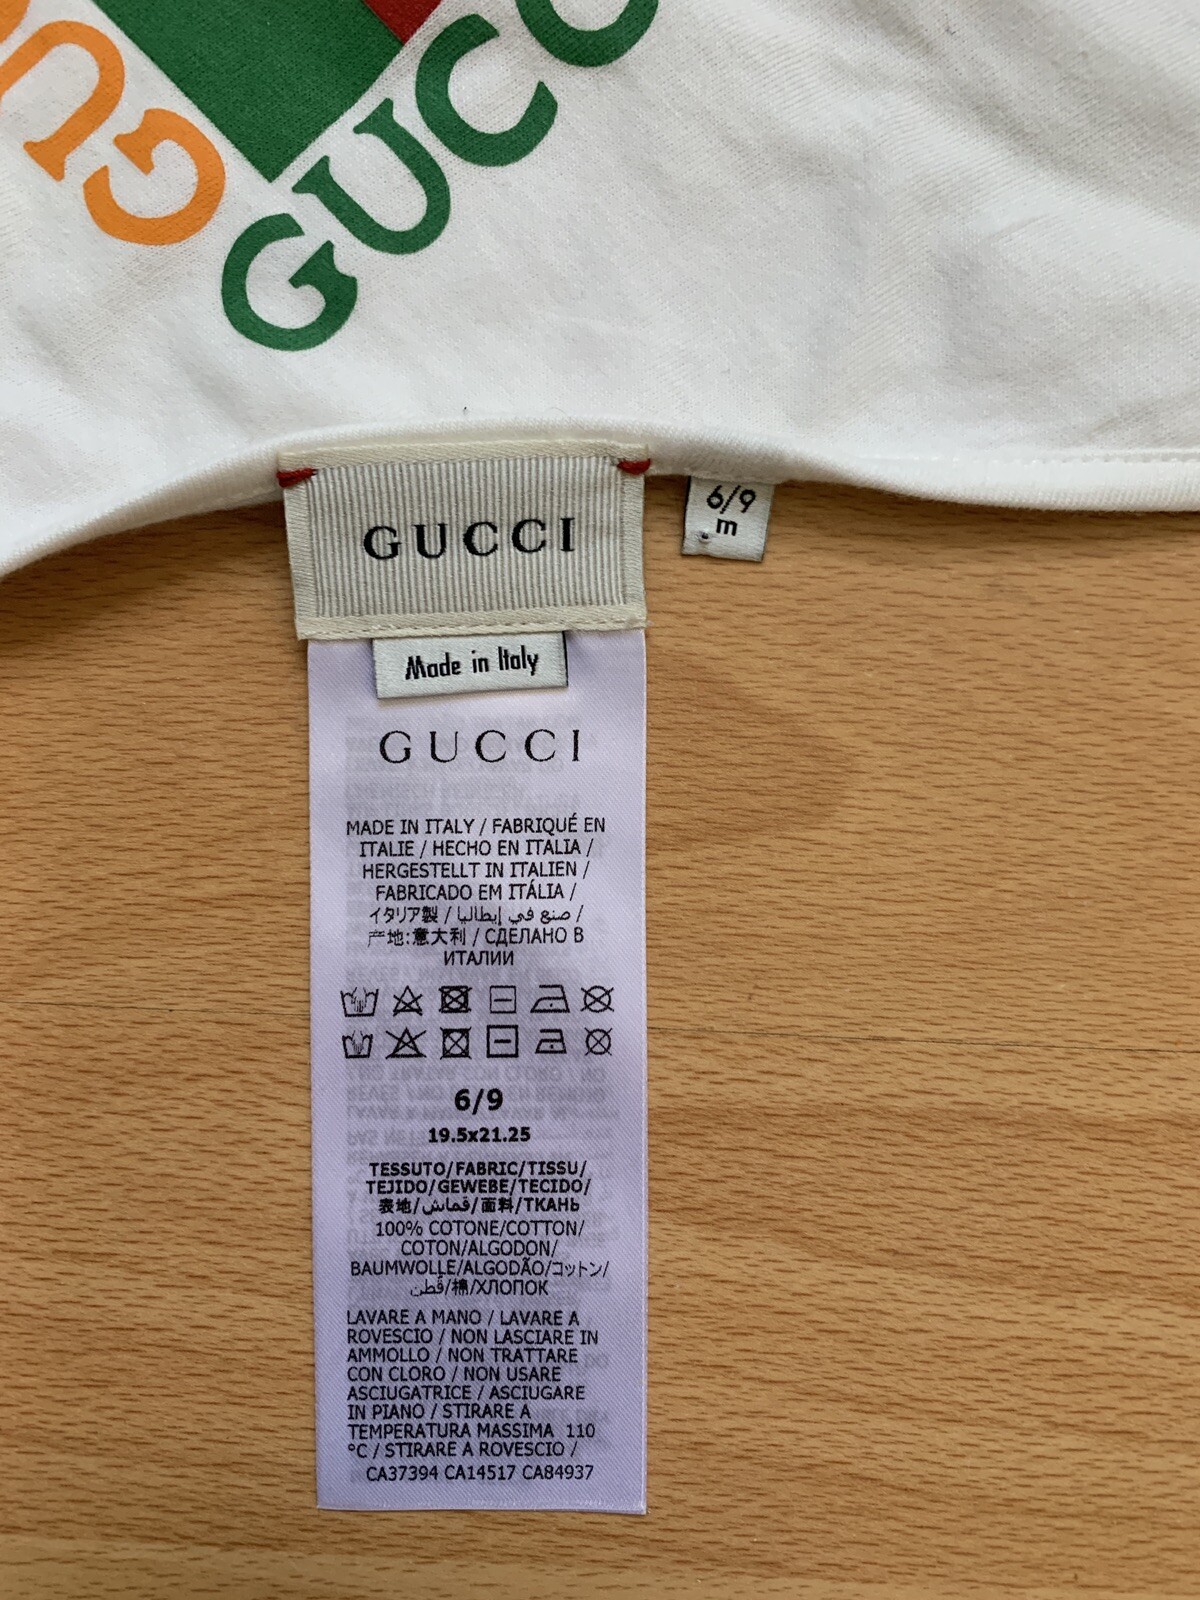 GUCC
GUCCI
6/9
m
Made in Italy
GUCCI
MADE IN ITALY / FABRIQUÉ EN
ITALIE / HECHO EN ITALIA /
HERGESTELLT IN ITALIEN /
FABRICADO EM ITÁLIA /
イタリア製 / صنع في إيطاليا /
产地:意大利 / СДЕЛАНО В
ИТАЛИИ
6/9
19.5x21.25
TESSUTO/FABRIC/TISSU/
TEJIDO/GEWEBE/TECIDO/
表地/قماش/面料/ТКАНЬ
100% COTONE/COTTON/
COTON/ALGODON/
BAUMWOLLE/ALGODÃO/コットン/
قطن/棉/ХЛОПОК
LAVARE A MANO / LAVARE A
ROVESCIO / NON LASCIARE IN
AMMOLLO / NON TRATTARE
CON CLORO / NON USARE
ASCIUGATRICE / ASCIUGARE
IN PIANO / STIRARE A
TEMPERATURA MASSIMA 110
°C / STIRARE A ROVESCIO /
CA37394 CA14517 CA84937